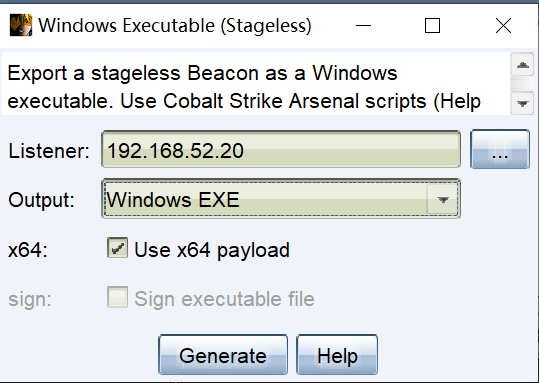 Windows Executable (Stageless)
Export a stageless Beacon as a Windows
executable. Use Cobalt Strike Arsenal scripts (Help
Listener: 192.168.52.20 ...
Output: Windows EXE
x64: Use x64 payload
sign: Sign executable file
Generate Help